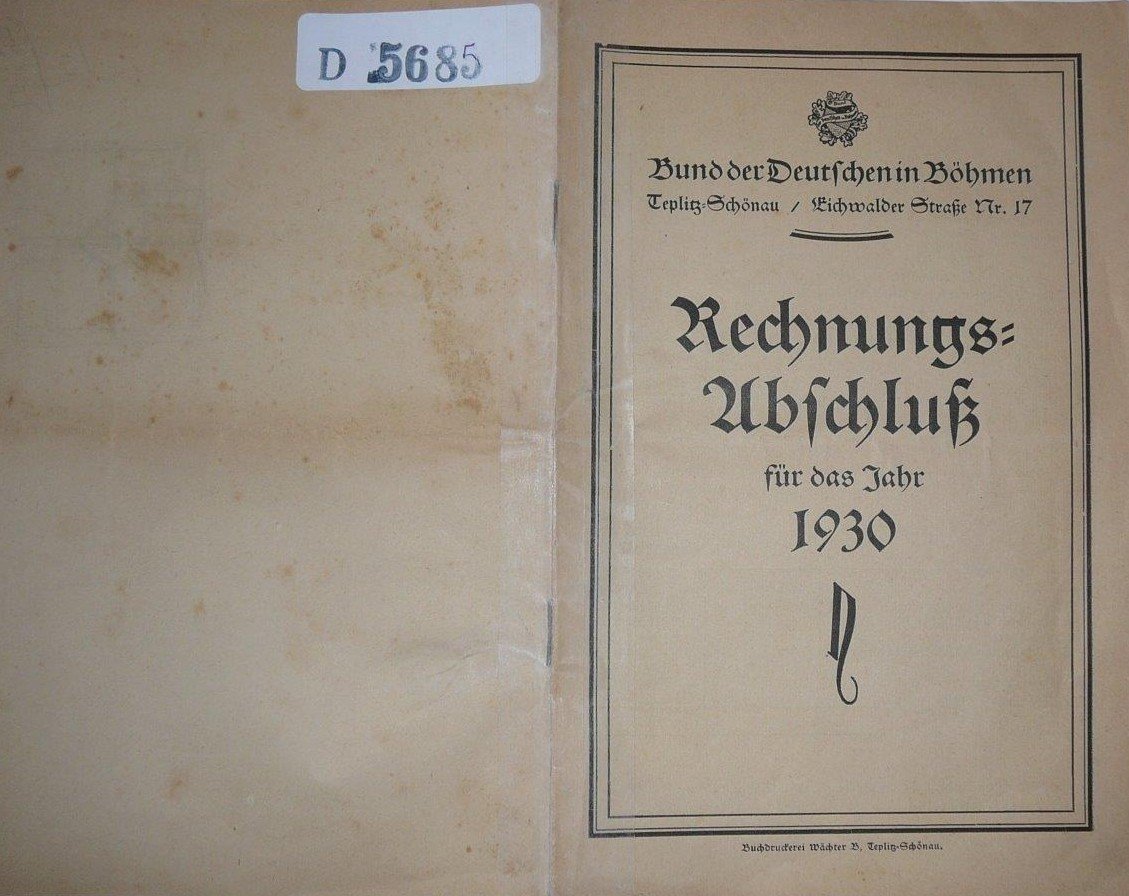 D 5685
Bund der Deutschen in Böhmen
Teplitz-Schönau / Eichwalder Straße Nr. 17
Rechnungs-
Abschluß
für das Jahr
1930
Buchdruckerei Wächter B, Teplitz-Schönau.